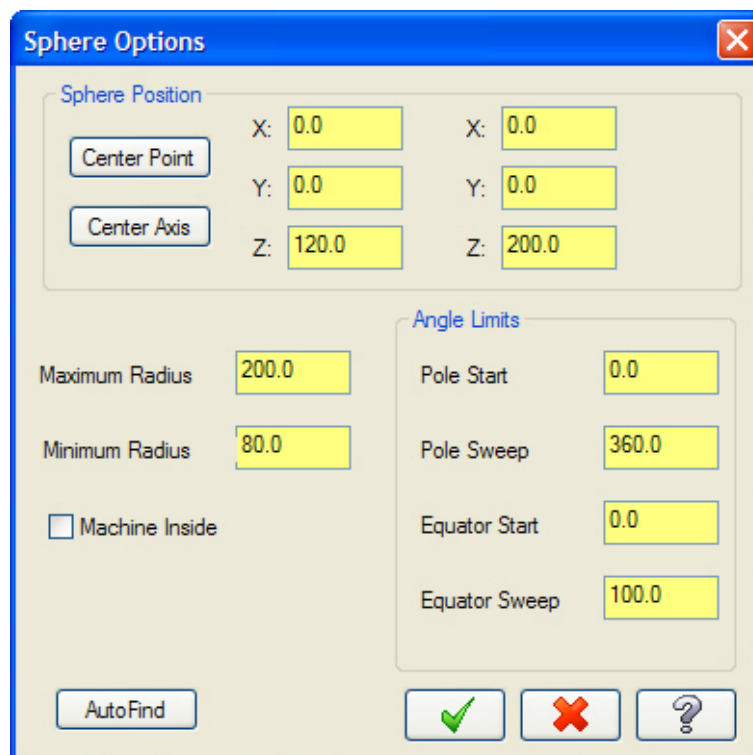 Sphere Options
Sphere Position
Center Point
Center Axis
X: 0.0 X: 0.0
Y: 0.0 Y: 0.0
Z: 120.0 Z: 200.0
Maximum Radius 200.0
Minimum Radius 80.0
Machine Inside
Angle Limits
Pole Start 0.0
Pole Sweep 360.0
Equator Start 0.0
Equator Sweep 100.0
AutoFind
?